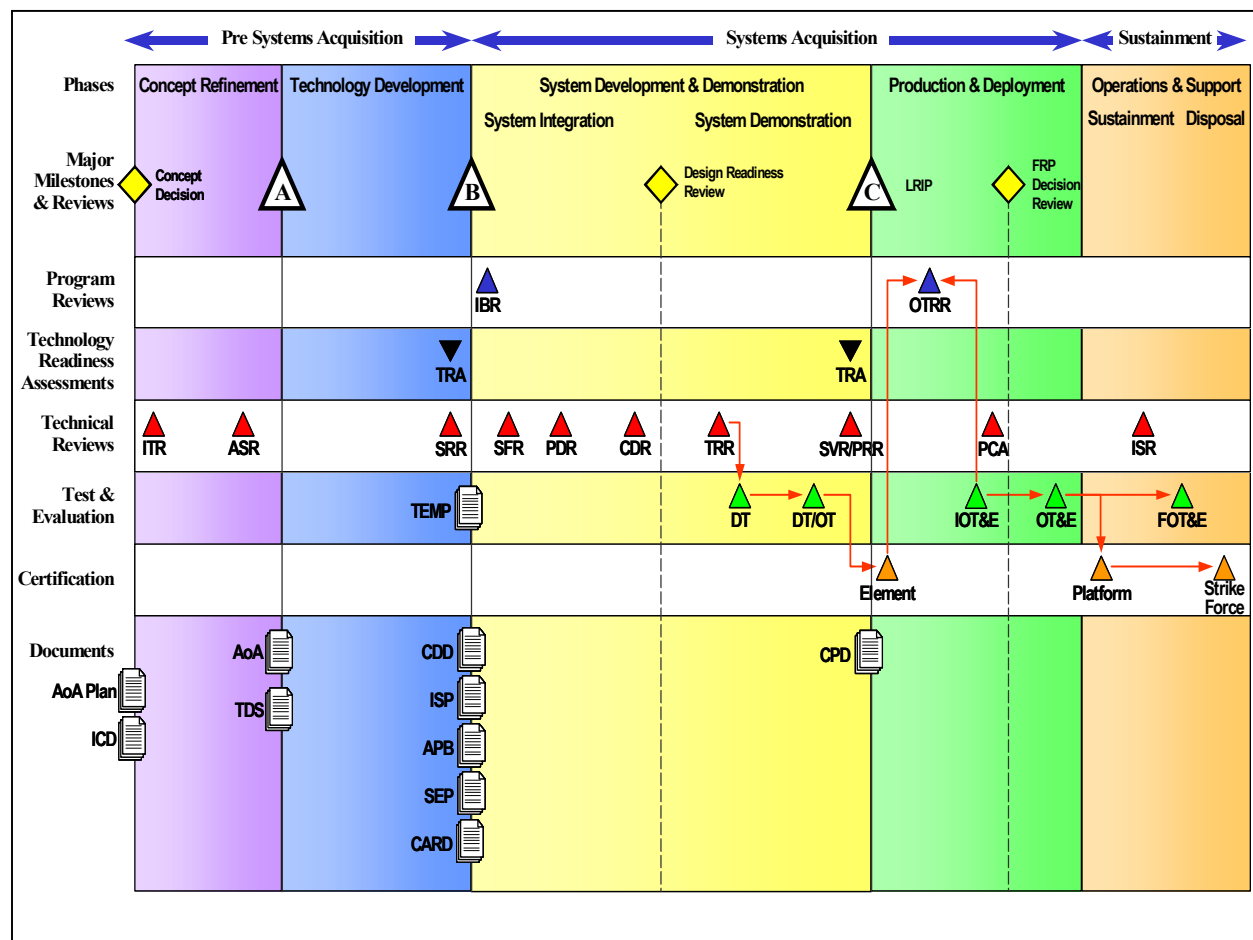 Pre Systems Acquisition
Systems Acquisition
Sustainment
Phases
Concept Refinement
Technology Development
System Development & Demonstration
Production & Deployment
Operations & Support
System Integration
System Demonstration
Sustainment
Disposal
Major
Milestones
& Reviews
Concept
Decision
A
B
Design Readiness
Review
C
LRIP
FRP
Decision
Review
Program
Reviews
IBR
OTRR
Technology
Readiness
Assessments
TRA
TRA
Technical
Reviews
ITR
ASR
SRR
SFR
PDR
CDR
TRR
SVR/PRR
PCA
ISR
Test &
Evaluation
TEMP
DT
DT/OT
IOT&E
OT&E
FOT&E
Certification
Element
Platform
Strike
Force
Documents
AoA Plan
ICD
AoA
TDS
CDD
ISP
APB
SEP
CARD
CPD